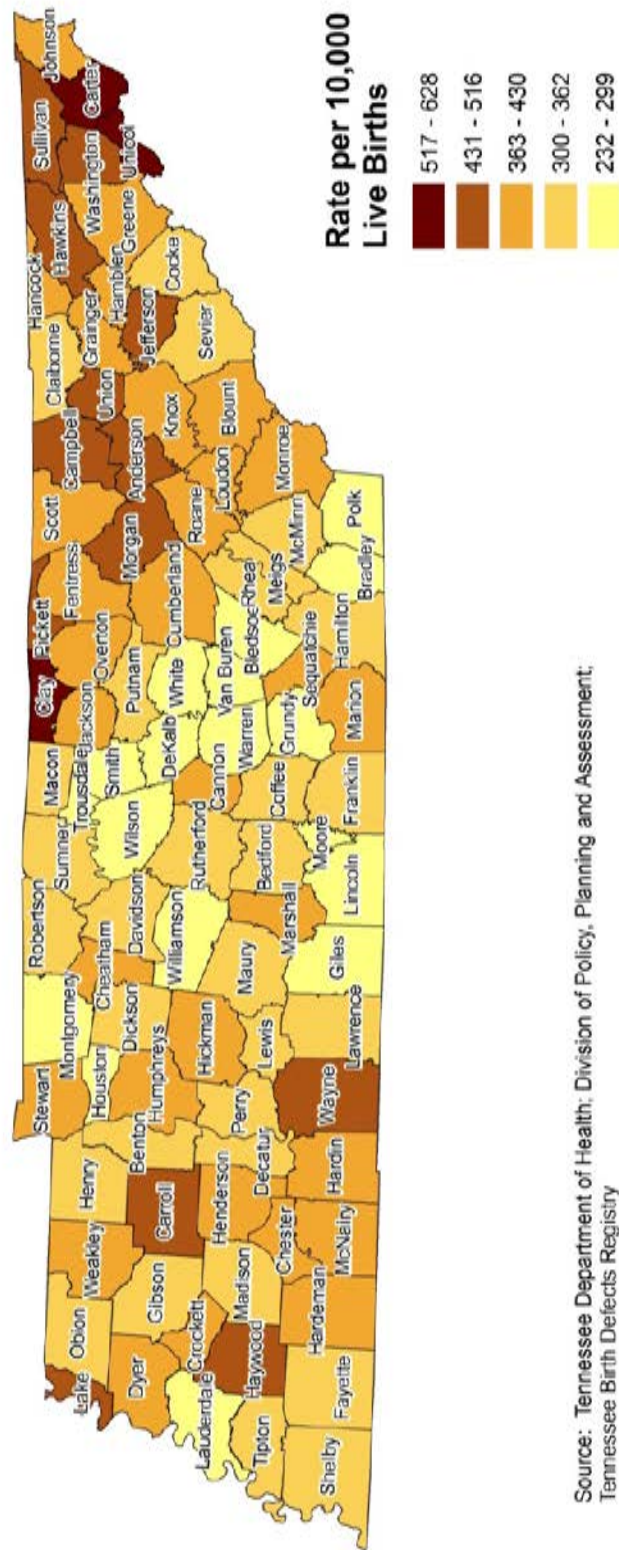 Lake
Obion
Weakley
Henry
Stewart
Montgomery
Robertson
Sumner
Macon
Trousdale
Clay
Pickett
Jackson
Overton
Fentress
Scott
Campbell
Claiborne
Hancock
Hawkins
Sullivan
Johnson
Carter
Dyer
Gibson
Carroll
Benton
Houston
Humphreys
Dickson
Cheatham
Davidson
Wilson
Smith
Putnam
DeKalb
White
Cumberland
Morgan
Anderson
Union
Grainger
Hamblen
Greene
Washington
Unicoi
Lauderdale
Crockett
Haywood
Madison
Henderson
Decatur
Perry
Hickman
Williamson
Rutherford
Cannon
Warren
Van Buren
Bledsoe
Rhea
Roane
Loudon
Knox
Blount
Jefferson
Sevier
Cocke
Tipton
Shelby
Fayette
Hardeman
Chester
McNairy
Hardin
Wayne
Lewis
Lawrence
Maury
Giles
Marshall
Bedford
Moore
Lincoln
Coffee
Franklin
Grundy
Sequatchie
Marion
Hamilton
Meigs
McMinn
Bradley
Polk
Monroe
Rate per 10,000
Live Births
517 - 628
431 - 516
363 - 430
300 - 362
232 - 299
Source: Tennessee Department of Health; Division of Policy, Planning and Assessment;
Tennessee Birth Defects Registry